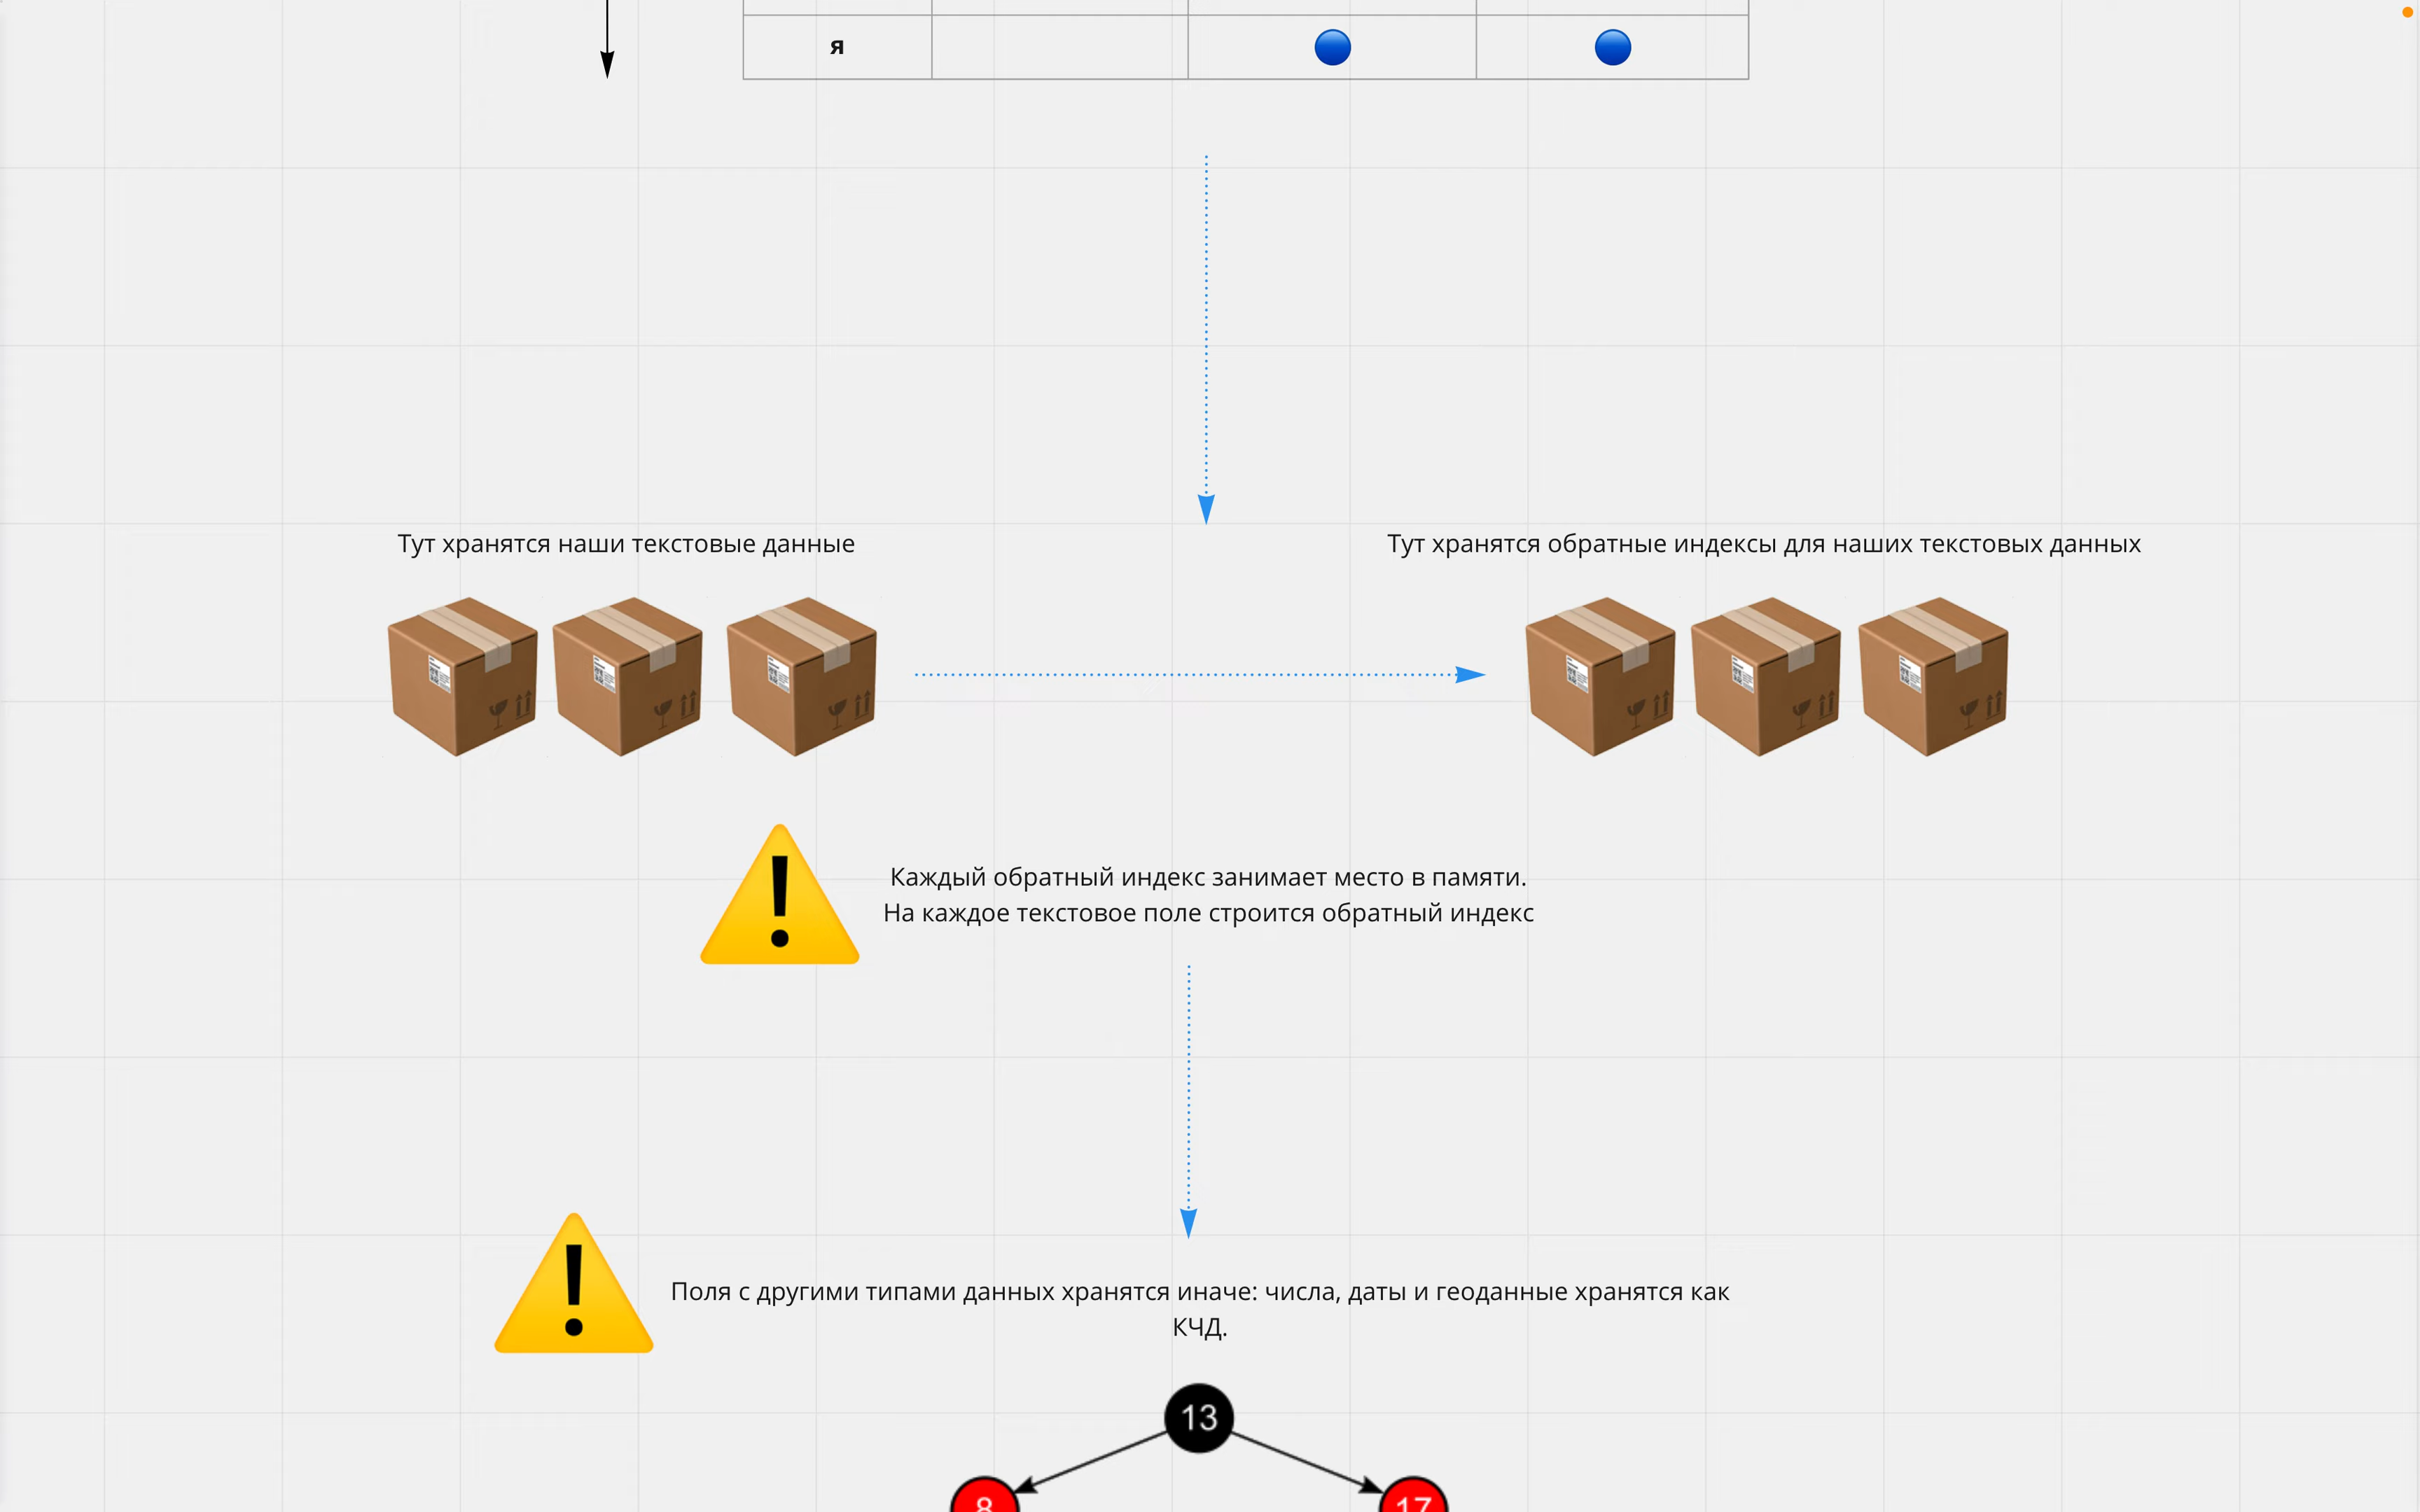 я
Тут хранятся наши текстовые данные
Тут хранятся обратные индексы для наших текстовых данных
Каждый обратный индекс занимает место в памяти.
На каждое текстовое поле строится обратный индекс
Поля с другими типами данных хранятся иначе: числа, даты и геоданные хранятся как
КЧД.
13
8
17